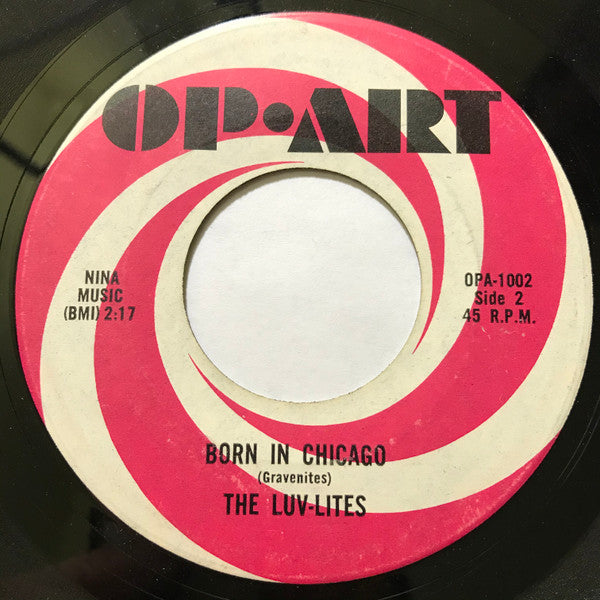 OP•ART
NINA
MUSIC
(BMI) 2:17
OPA-1002
Side 2
45 R.P.M.
BORN IN CHICAGO
(Gravenites)
THE LUV-LITES